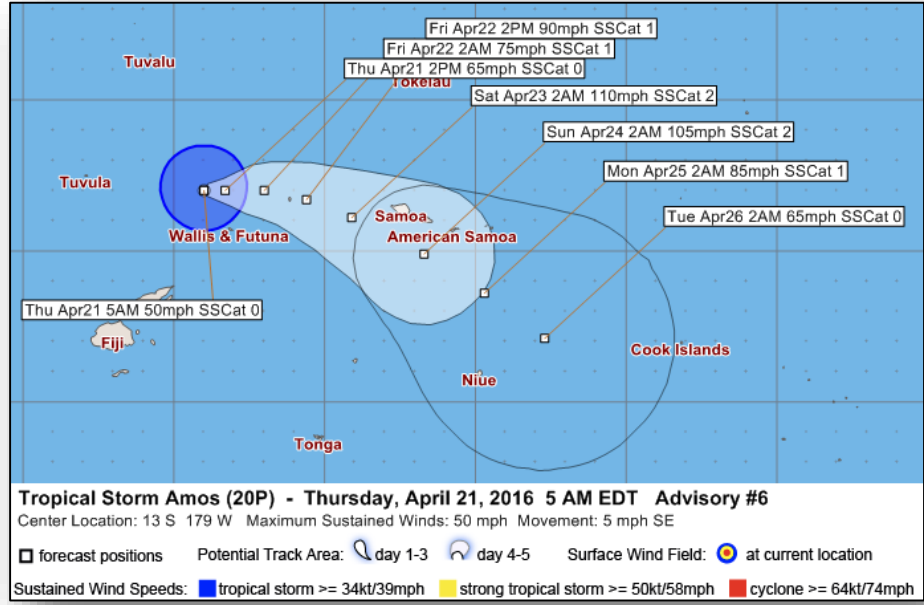 Fri Apr22 2PM 90mph SSCat 1
Fri Apr22 2AM 75mph SSCat 1
Thu Apr21 2PM 65mph SSCat 0
Tuvalu
Tokelau
Sat Apr23 2AM 110mph SSCat 2
Sun Apr24 2AM 105mph SSCat 2
Mon Apr25 2AM 85mph SSCat 1
Tue Apr26 2AM 65mph SSCat 0
Tuvula
Samoa
Wallis & Futuna
American Samoa
Thu Apr21 5AM 50mph SSCat 0
Fiji
Cook Islands
Niue
Tonga
Tropical Storm Amos (20P) - Thursday, April 21, 2016 5 AM EDT Advisory #6
Center Location: 13 S 179 W Maximum Sustained Winds: 50 mph Movement: 5 mph SE
forecast positions Potential Track Area: day 1-3 day 4-5 Surface Wind Field: at current location
Sustained Wind Speeds: tropical storm >= 34kt/39mph strong tropical storm >= 50kt/58mph cyclone >= 64kt/74mph